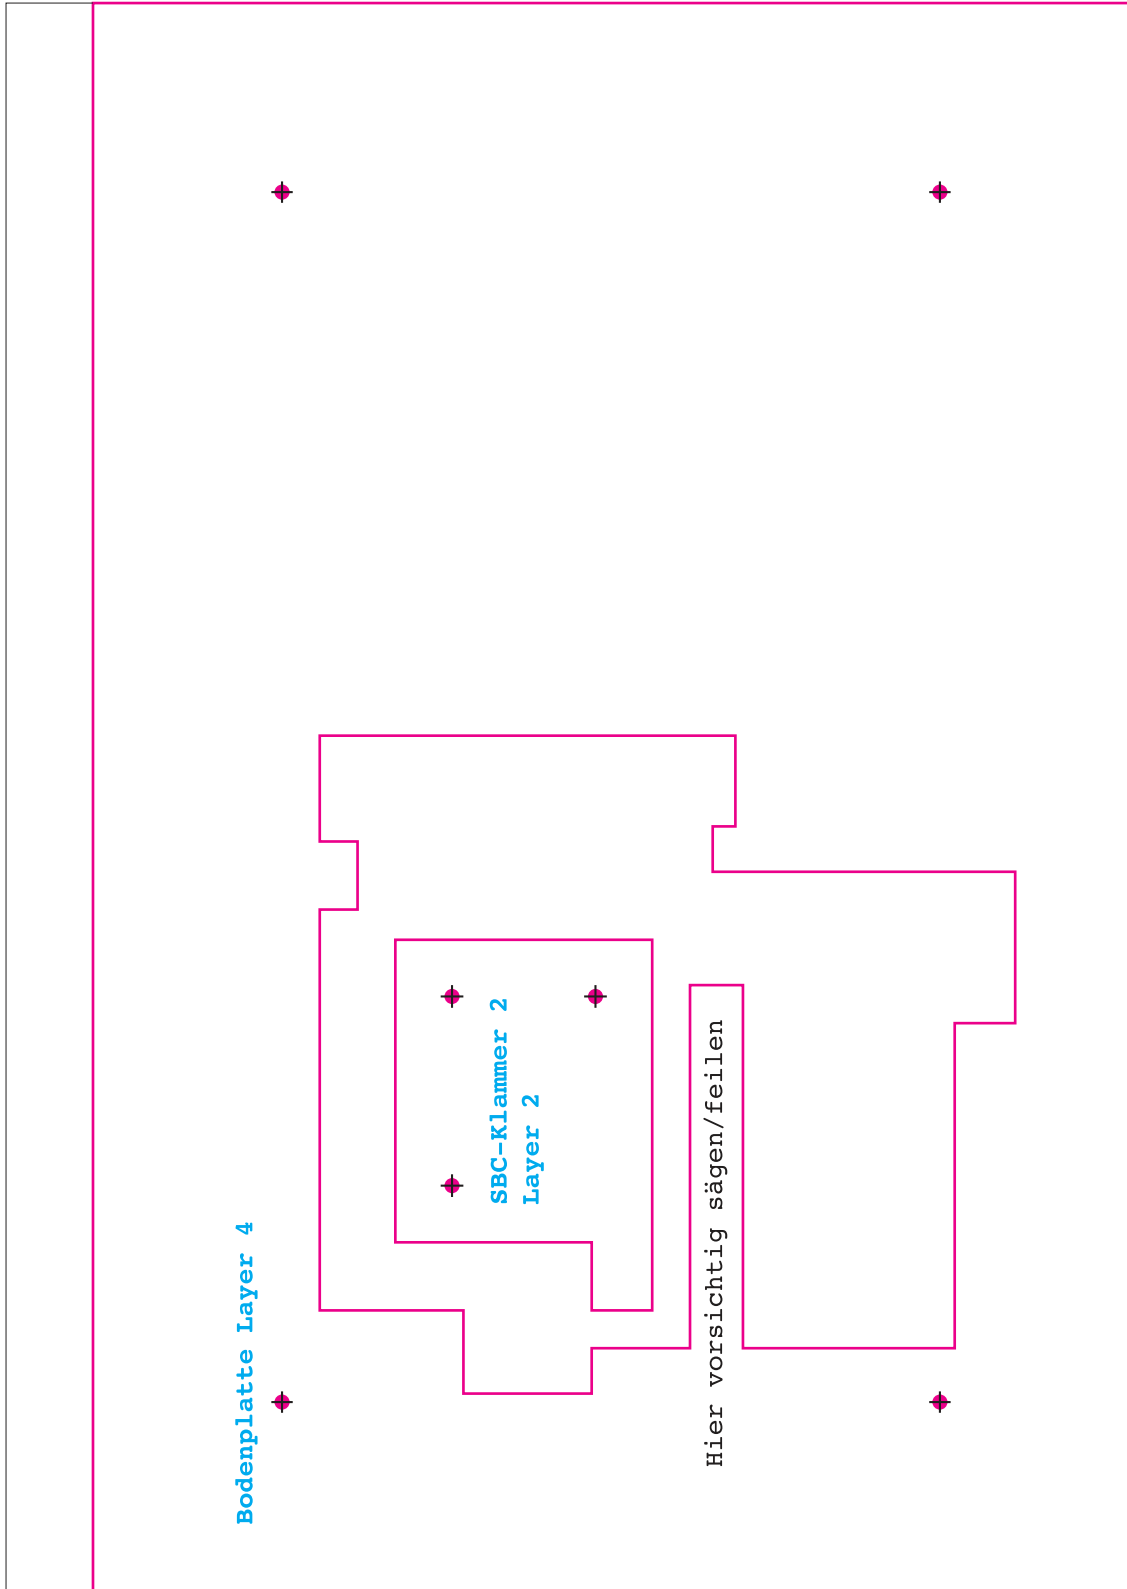 Bodenplatte Layer 4
SBC-Klammer 2
Layer 2
Hier vorsichtig sägen/feilen